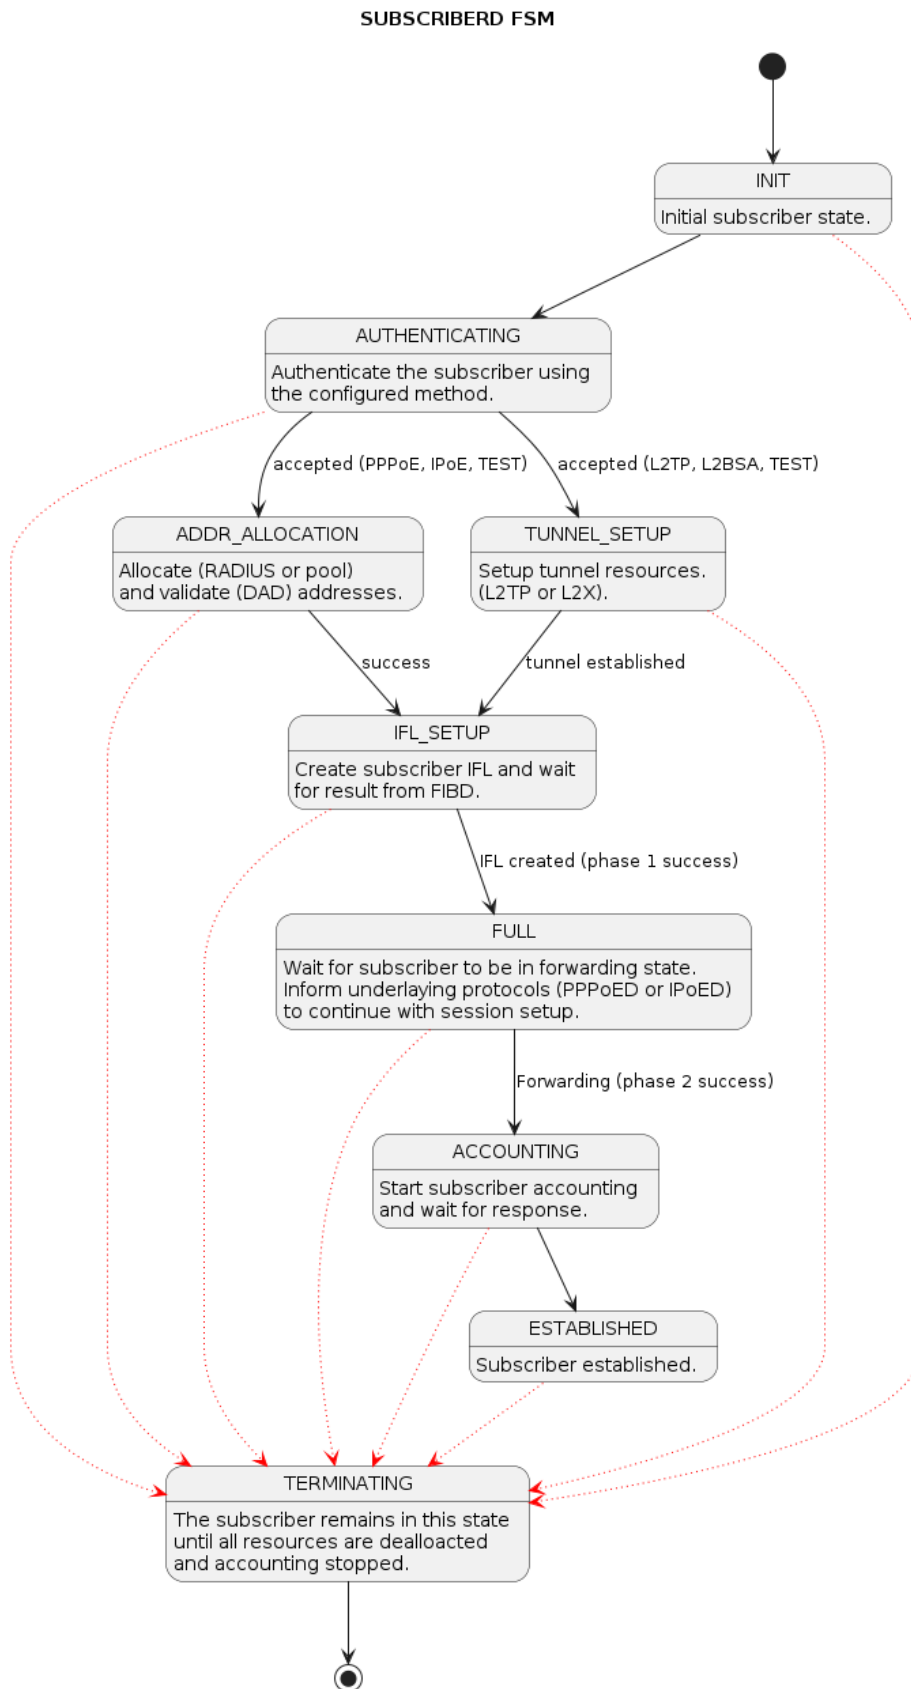 SUBSCRIBERD FSM
INIT
Initial subscriber state.
AUTHENTICATING
Authenticate the subscriber using
the configured method.
accepted (PPPoE, IPoE, TEST)
accepted (L2TP, L2BSA, TEST)
ADDR_ALLOCATION
Allocate (RADIUS or pool)
and validate (DAD) addresses.
TUNNEL_SETUP
Setup tunnel resources.
(L2TP or L2X).
success
tunnel established
IFL_SETUP
Create subscriber IFL and wait
for result from FIBD.
IFL created (phase 1 success)
FULL
Wait for subscriber to be in forwarding state.
Inform underlaying protocols (PPPoED or IPoED)
to continue with session setup.
Forwarding (phase 2 success)
ACCOUNTING
Start subscriber accounting
and wait for response.
ESTABLISHED
Subscriber established.
TERMINATING
The subscriber remains in this state
until all resources are dealloacted
and accounting stopped.